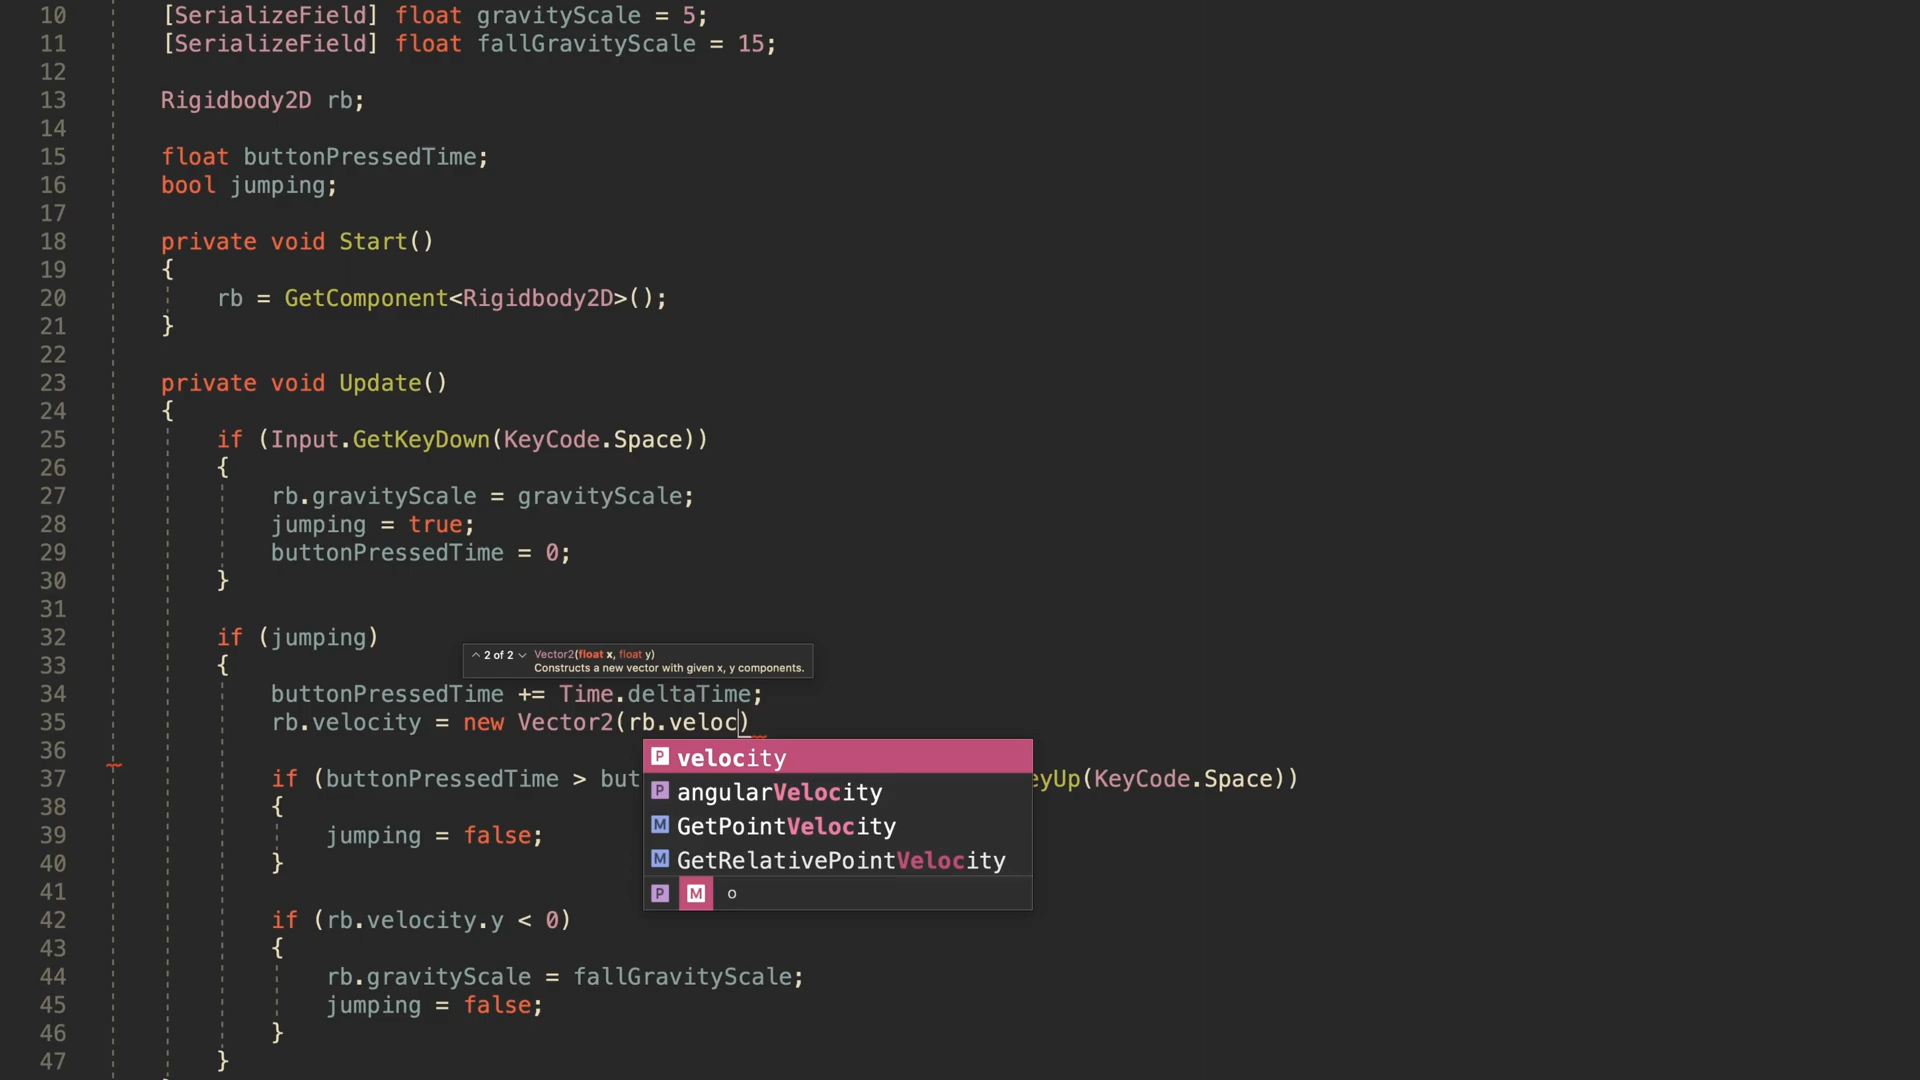 10 [SerializeField] float gravityScale = 5;
11 [SerializeField] float fallGravityScale = 15;
12
13 Rigidbody2D rb;
14
15 float buttonPressedTime;
16 bool jumping;
17
18 private void Start()
19 {
20 rb = GetComponent<Rigidbody2D>();
21 }
22
23 private void Update()
24 {
25 if (Input.GetKeyDown(KeyCode.Space))
26 {
27 rb.gravityScale = gravityScale;
28 jumping = true;
29 buttonPressedTime = 0;
30 }
31
32 if (jumping)
2 of 2 Vector2(float x, float y)
Constructs a new vector with given x, y components.
33 {
34 buttonPressedTime += Time.deltaTime;
35 rb.velocity = new Vector2(rb.veloc)
36
velocity
37 if (buttonPressedTime > but eyUp(KeyCode.Space))
angularVelocity
38 {
GetPointVelocity
39 jumping = false;
GetRelativePointVelocity
40 }
P M o
41
42 if (rb.velocity.y < 0)
43 {
44 rb.gravityScale = fallGravityScale;
45 jumping = false;
46 }
47 }